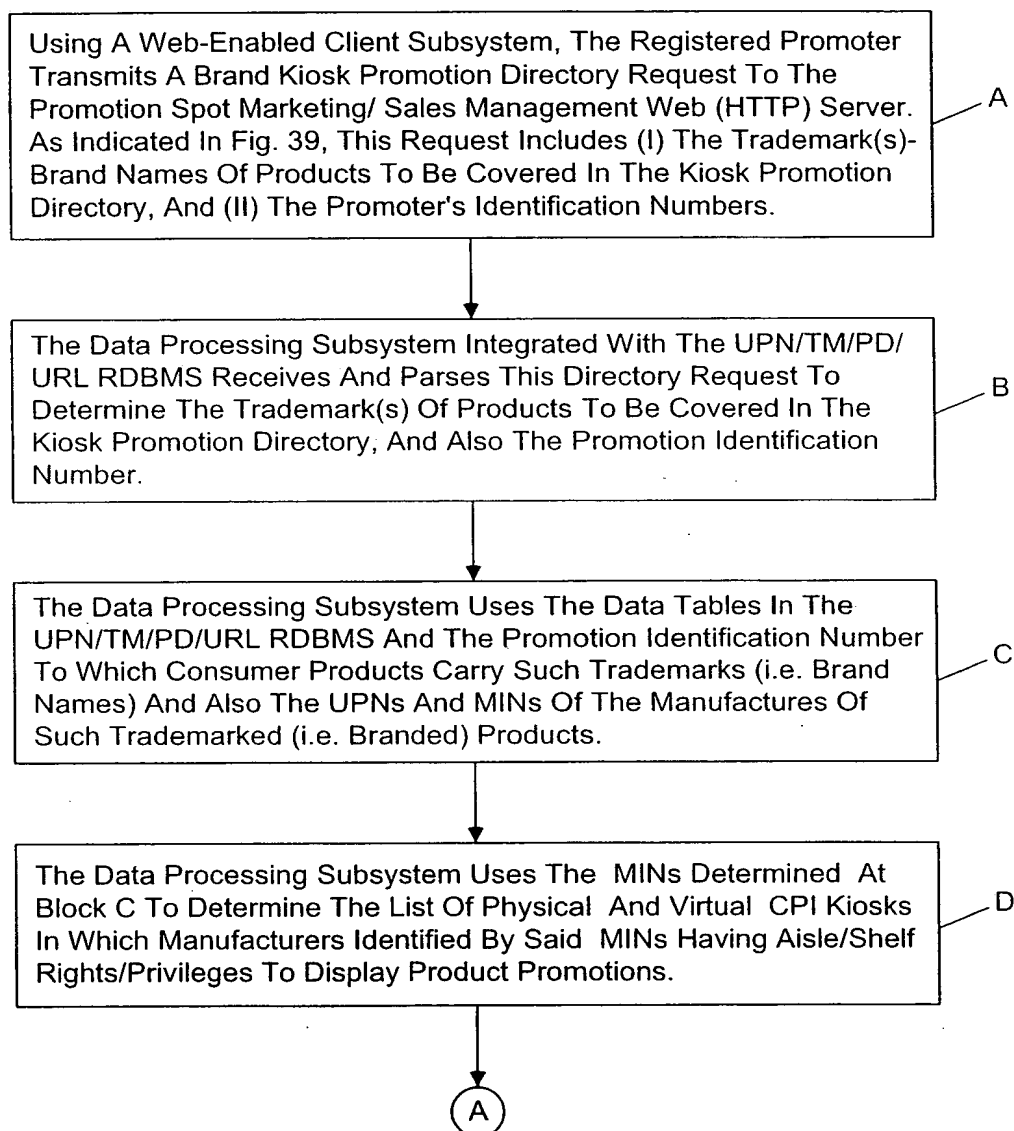 Using A Web-Enabled Client Subsystem, The Registered Promoter
Transmits A Brand Kiosk Promotion Directory Request To The
Promotion Spot Marketing/ Sales Management Web (HTTP) Server.
As Indicated In Fig. 39, This Request Includes (I) The Trademark(s)-
Brand Names Of Products To Be Covered In The Kiosk Promotion
Directory, And (II) The Promoter's Identification Numbers.
A
The Data Processing Subsystem Integrated With The UPN/TM/PD/
URL RDBMS Receives And Parses This Directory Request To
Determine The Trademark(s) Of Products To Be Covered In The
Kiosk Promotion Directory, And Also The Promotion Identification
Number.
B
The Data Processing Subsystem Uses The Data Tables In The
UPN/TM/PD/URL RDBMS And The Promotion Identification Number
To Which Consumer Products Carry Such Trademarks (i.e. Brand
Names) And Also The UPNs And MINs Of The Manufactures Of
Such Trademarked (i.e. Branded) Products.
C
The Data Processing Subsystem Uses The MINs Determined At
Block C To Determine The List Of Physical And Virtual CPI Kiosks
In Which Manufacturers Identified By Said MINs Having Aisle/Shelf
Rights/Privileges To Display Product Promotions.
D
A